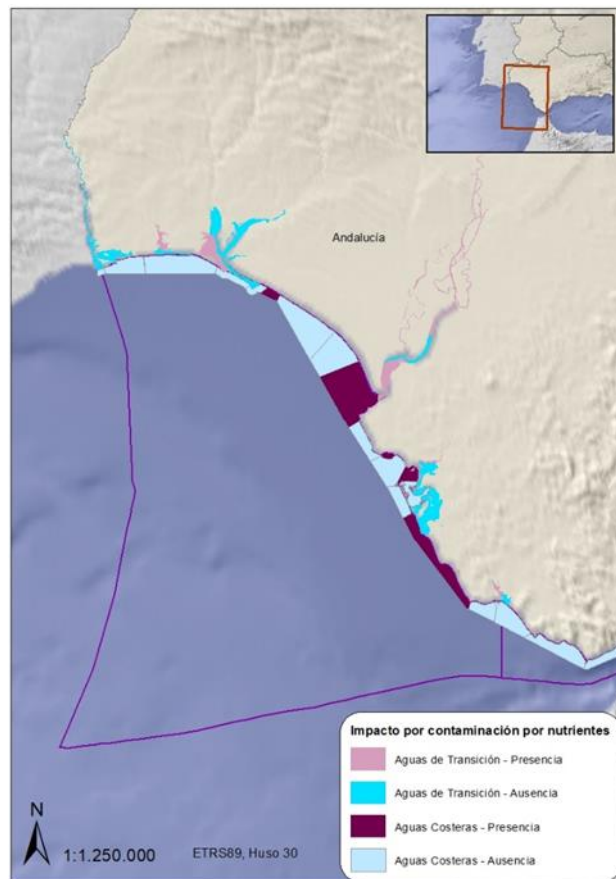 Andalucía
Impacto por contaminación por nutrientes
Aguas de Transición - Presencia
Aguas de Transición - Ausencia
Aguas Costeras - Presencia
Aguas Costeras - Ausencia
N
1:1.250.000
ETRS89, Huso 30